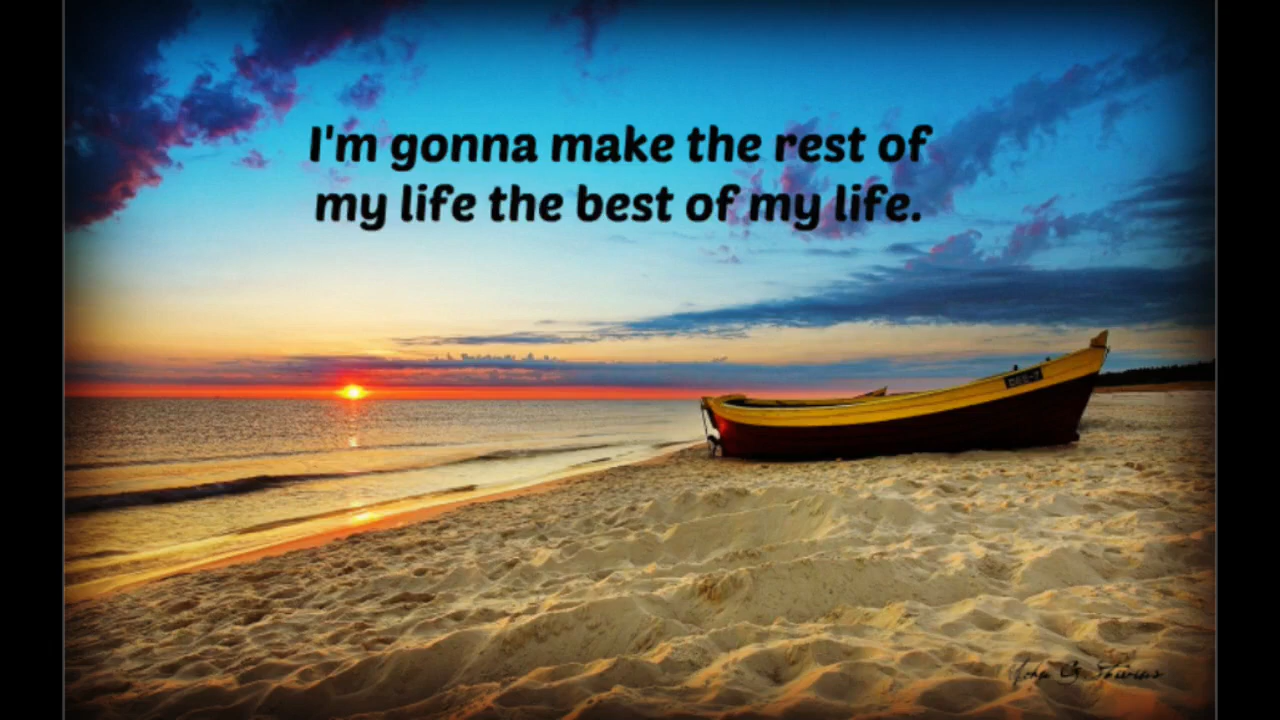 I'm gonna make the rest of
my life the best of my life.